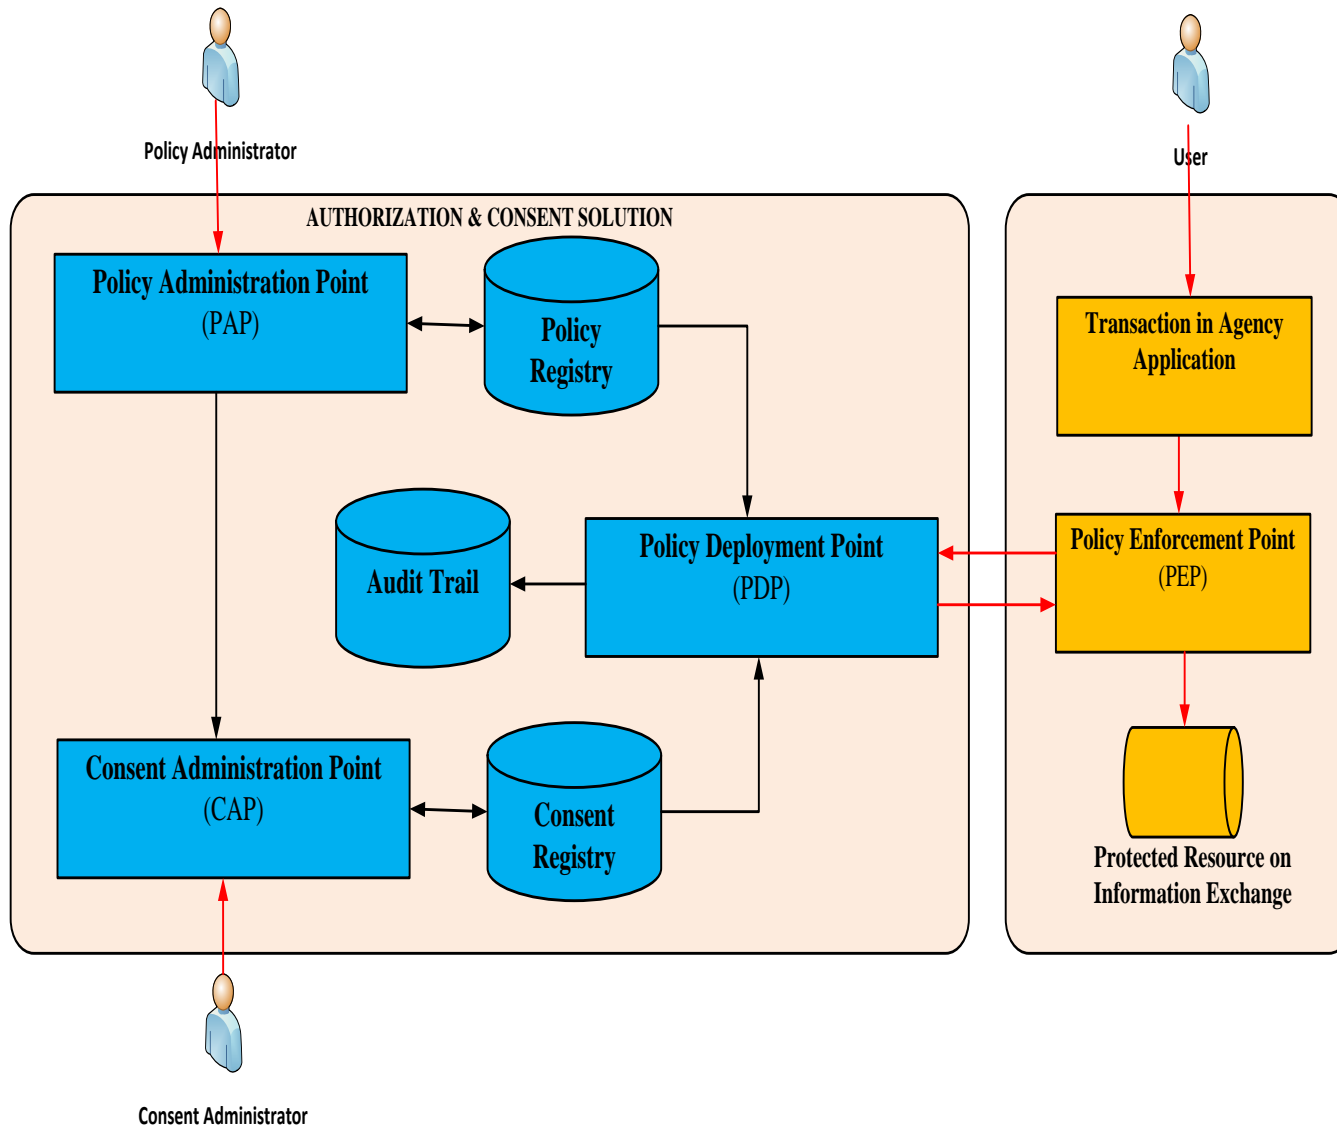 Policy Administrator
User
AUTHORIZATION & CONSENT SOLUTION
Policy Administration Point
(PAP)
Policy
Registry
Transaction in Agency
Application
Audit Trail
Policy Deployment Point
(PDP)
Policy Enforcement Point
(PEP)
Consent Administration Point
(CAP)
Consent
Registry
Protected Resource on
Information Exchange
Consent Administrator